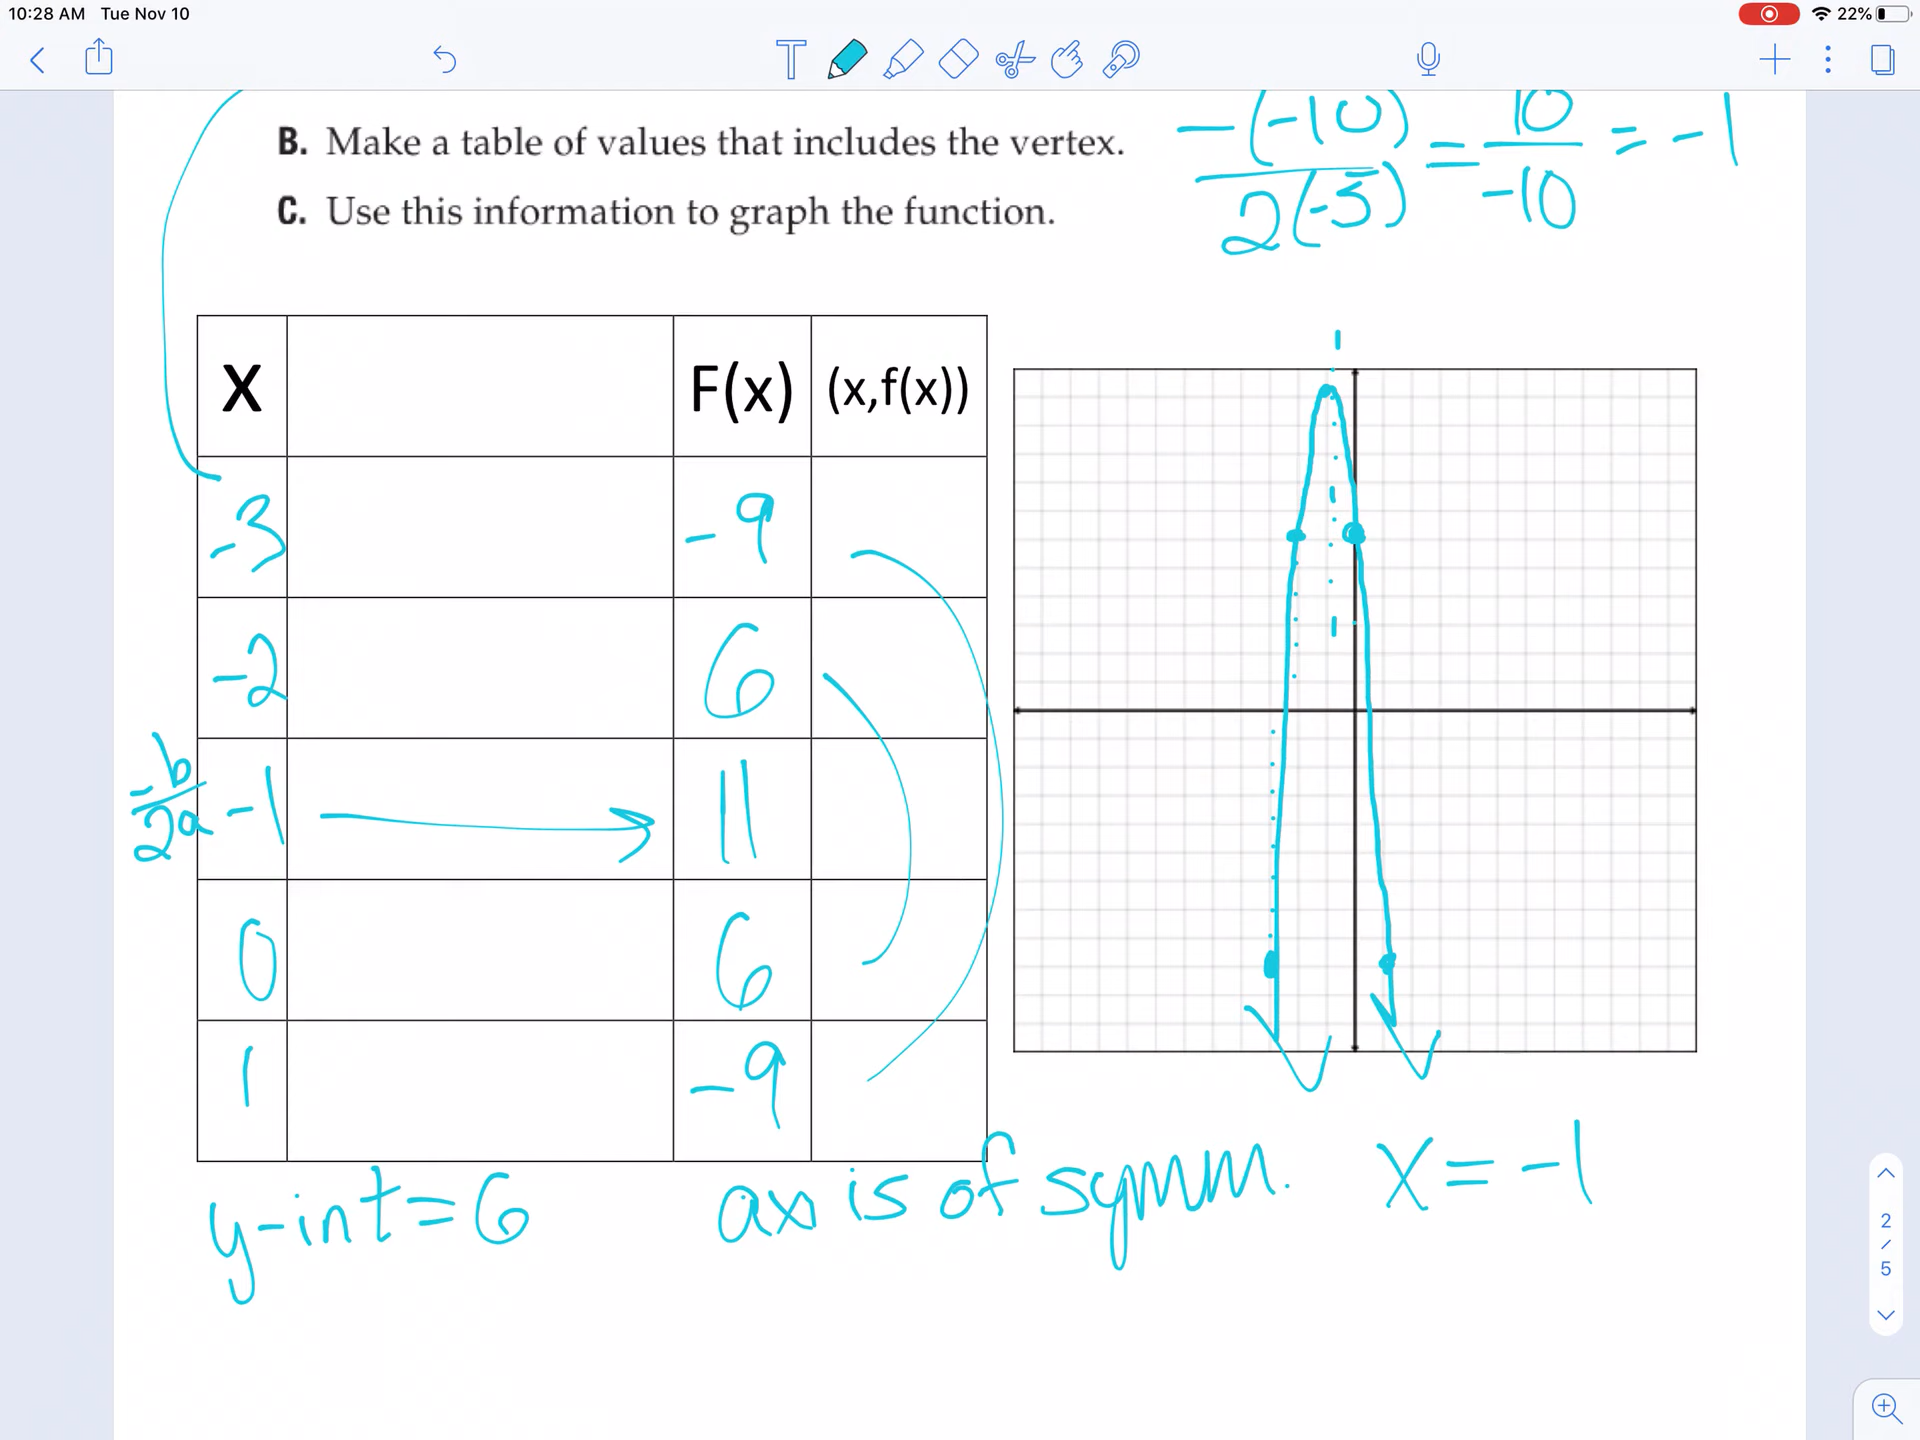 10:28 AM Tue Nov 10
22%
T
B. Make a table of values that includes the vertex.
C. Use this information to graph the function.
-(-10)/2(-5) = 10/-10 = -1
X F(x) (x,f(x))
-3 -9
-2 6
-b/2a -1 11
0 6
1 -9
y-int=6
axis of symm. x=-1
2
/
5